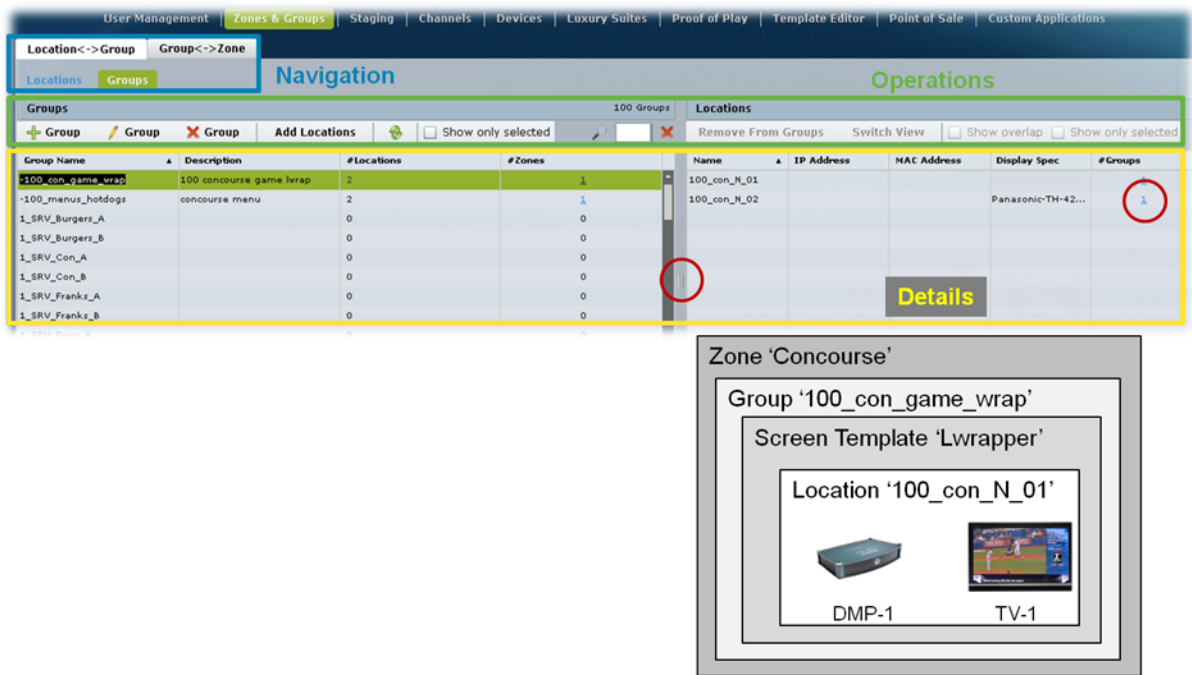 User Management Zones & Groups Staging Channels Devices Luxury Suites Proof of Play Template Editor Point of Sale Custom Applications
Location<->Group Group<->Zone
Locations Groups Navigation Operations
Groups 100 Groups Locations
Group Group Group Add Locations Show only selected Remove From Groups Switch View Show overlap Show only selected
Group Name Description #Locations #Zones Name IP Address MAC Address Display Spec #Groups
-100_con_game_wrap 100 concourse game lwrap 2 1 100_con_N_01 1
-100_menus_hotdogs concourse menu 2 1 100_con_N_02 Panasonic-TH-42... 1
1_SRV_Burgers_A 0 0
1_SRV_Burgers_B 0 0
1_SRV_Con_A 0 0
1_SRV_Con_B 0 0
1_SRV_Franks_A 0 0
Details
1_SRV_Franks_B 0 0
Zone ‘Concourse’
Group ‘100_con_game_wrap’
Screen Template ‘Lwrapper’
Location ‘100_con_N_01’
DMP-1 TV-1